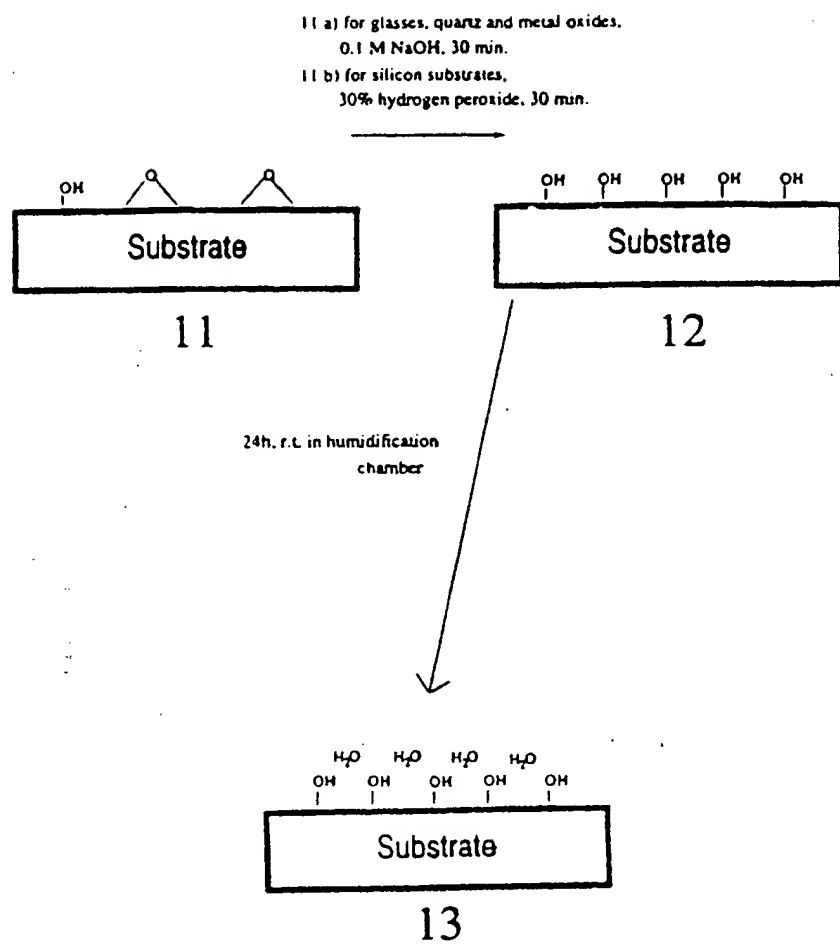 11 a) for glasses, quartz and metal oxides,
0.1 M NaOH, 30 min.
11 b) for silicon substrates,
30% hydrogen peroxide, 30 min.
OH O O
Substrate
11
OH OH OH OH OH
Substrate
12
24h, r.t. in humidification
chamber
H₂O H₂O H₂O H₂O
OH OH OH OH OH
Substrate
13